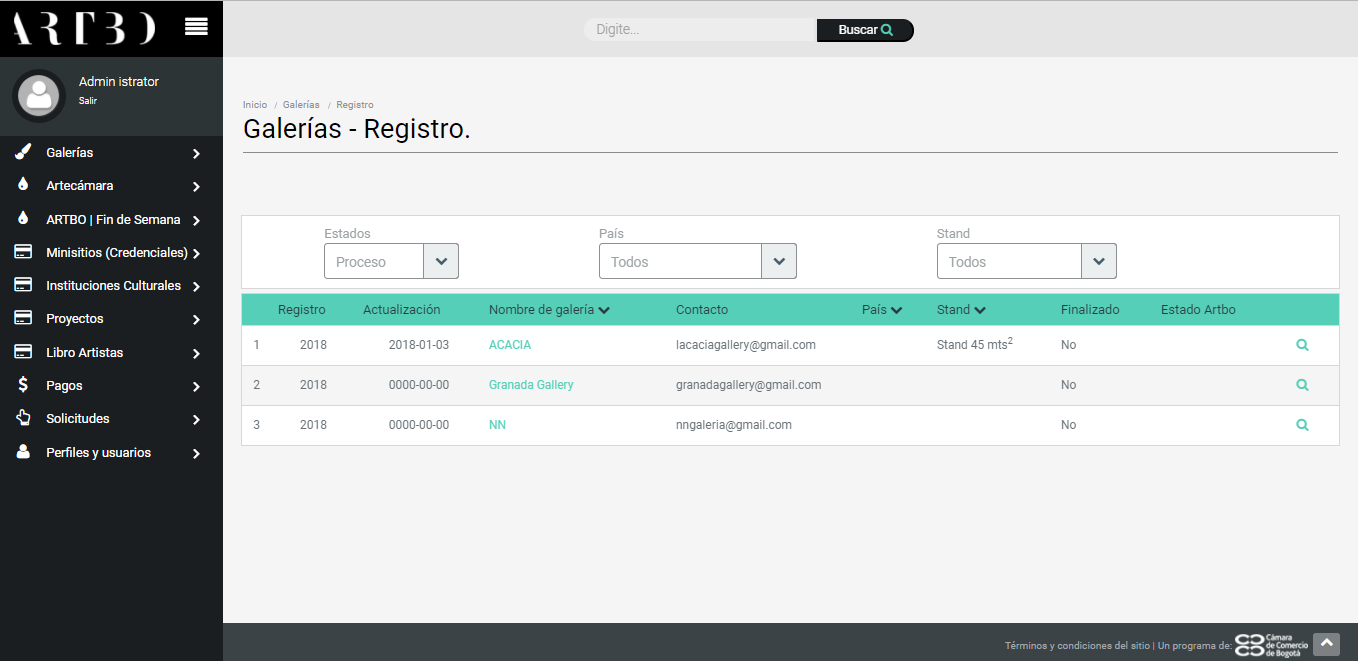 ARTBO
Digite...
Buscar
Admin istrator
Salir
Galerías
Artecámara
ARTBO | Fin de Semana
Minisitios (Credenciales)
Instituciones Culturales
Proyectos
Libro Artistas
Pagos
Solicitudes
Perfiles y usuarios
Inicio / Galerías / Registro
Galerías - Registro.
Estados País Stand
Proceso Todos Todos
Registro Actualización Nombre de galería Contacto País Stand Finalizado Estado Artbo
1 2018 2018-01-03 ACACIA lacaciagallery@gmail.com Stand 45 mts² No
2 2018 0000-00-00 Granada Gallery granadagallery@gmail.com No
3 2018 0000-00-00 NN nngaleria@gmail.com No
Términos y condiciones del sitio | Un programa de:
Cámara
de Comercio
de Bogotá